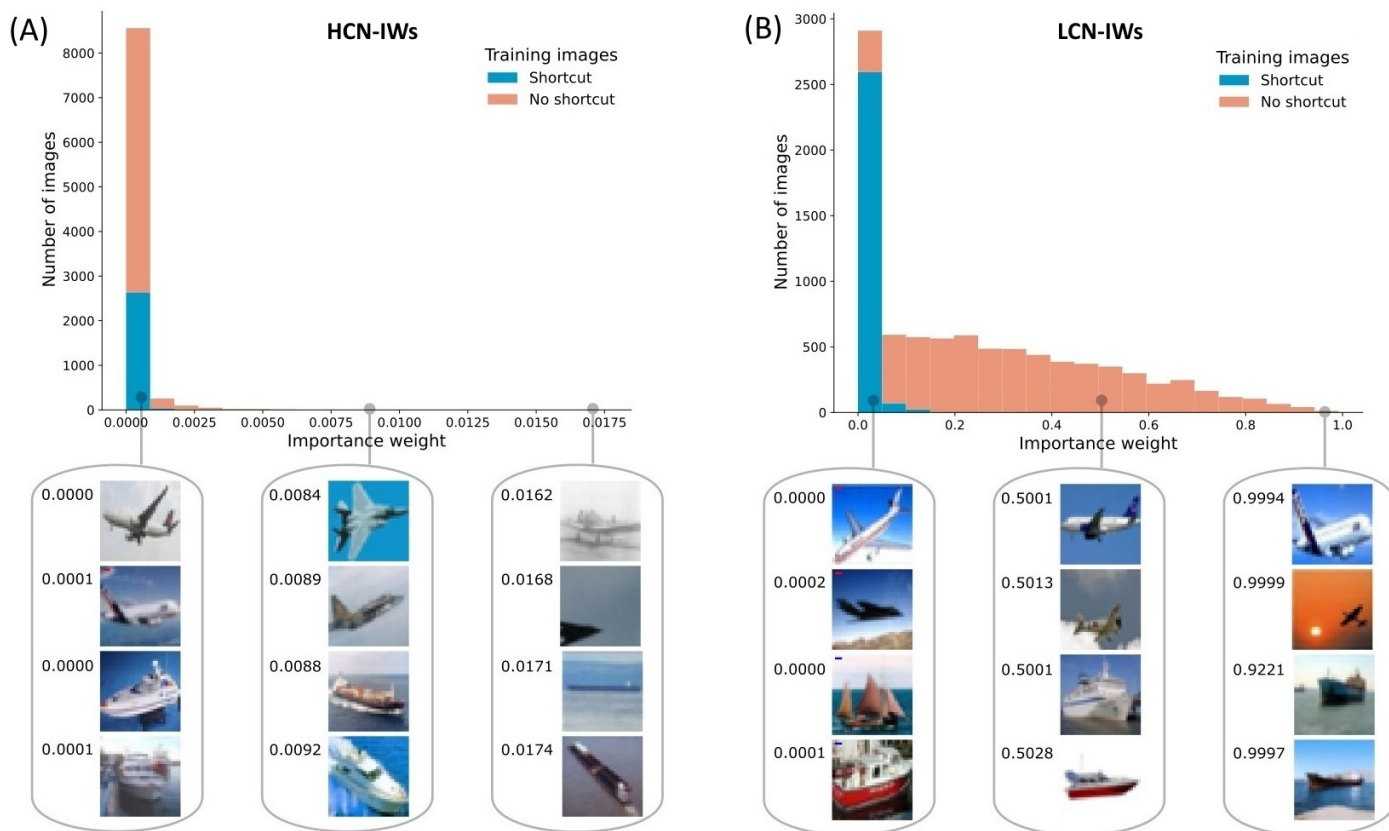 (A)
HCN-IWs
Training images
Shortcut
No shortcut
Number of images
8000
7000
6000
5000
4000
3000
2000
1000
0
0.0000 0.0025 0.0050 0.0075 0.0100 0.0125 0.0150 0.0175
Importance weight
0.0000 0.0084 0.0162
0.0001 0.0089 0.0168
0.0000 0.0088 0.0171
0.0001 0.0092 0.0174
(B)
LCN-IWs
Training images
Shortcut
No shortcut
Number of images
3000
2500
2000
1500
1000
500
0
0.0 0.2 0.4 0.6 0.8 1.0
Importance weight
0.0000 0.5001 0.9994
0.0002 0.5013 0.9999
0.0000 0.5001 0.9221
0.0001 0.5028 0.9997